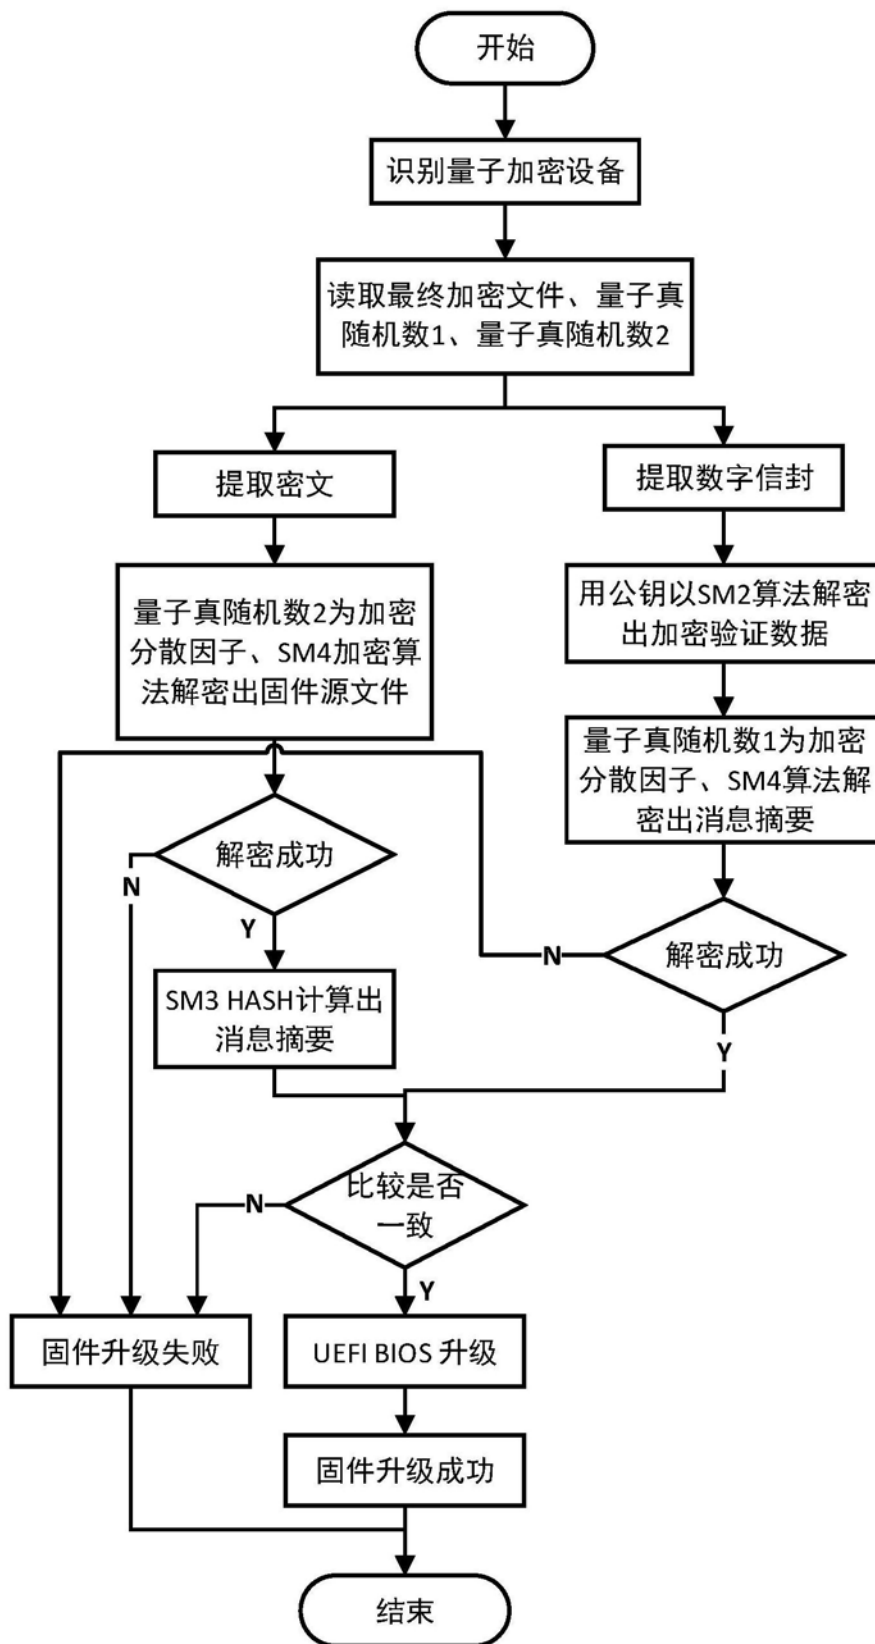 开始
识别量子加密设备
读取最终加密文件、量子真
随机数1、量子真随机数2
提取密文
提取数字信封
量子真随机数2为加密
分散因子、SM4加密算
法解密出固件源文件
用公钥以SM2算法解密
出加密验证数据
量子真随机数1为加密
分散因子、SM4算法解
密出消息摘要
解密成功
N
Y
解密成功
N
Y
SM3 HASH计算出
消息摘要
比较是否
一致
N
Y
固件升级失败
UEFI BIOS 升级
固件升级成功
结束